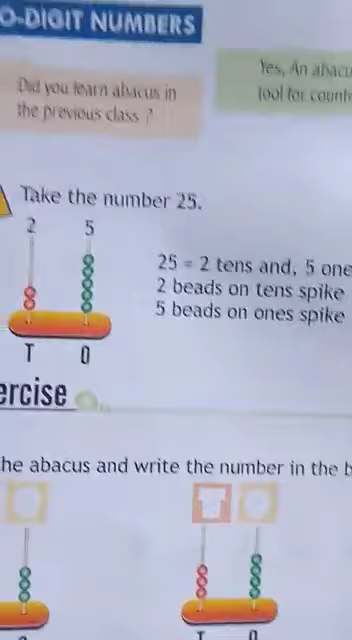 O-DIGIT NUMBERS
Did you learn abacus in
the previous class ?
Yes, An abacu
tool for counti
Take the number 25.
2 5
25 = 2 tens and, 5 one
2 beads on tens spike
5 beads on ones spike
T O
ercise
he abacus and write the number in the b
T O
T O